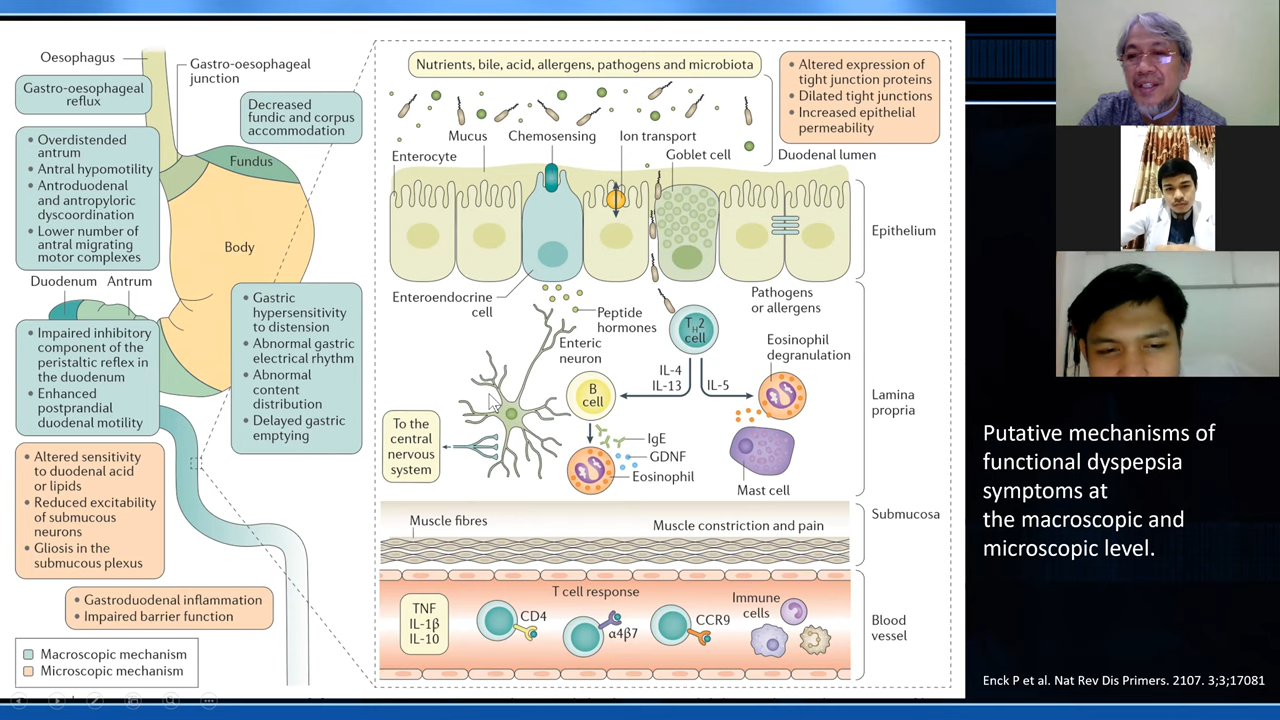 Oesophagus
Gastro-oesophageal
junction
Gastro-oesophageal
reflux
Decreased
fundic and corpus
accommodation
• Overdistended
antrum
• Antral hypomotility
• Antroduodenal
and antropyloric
dyscoordination
• Lower number of
antral migrating
motor complexes
Fundus
Body
Duodenum
Antrum
• Impaired inhibitory
component of the
peristaltic reflex in
the duodenum
• Enhanced
postprandial
duodenal motility
• Gastric
hypersensitivity
to distension
• Abnormal gastric
electrical rhythm
• Abnormal
content
distribution
• Delayed gastric
emptying
• Altered sensitivity
to duodenal acid
or lipids
• Reduced excitability
of submucous
neurons
• Gliosis in the
submucous plexus
• Gastroduodenal inflammation
• Impaired barrier function
Macroscopic mechanism
Microscopic mechanism
Nutrients, bile, acid, allergens, pathogens and microbiota
• Altered expression of
tight junction proteins
• Dilated tight junctions
• Increased epithelial
permeability
Mucus
Chemosensing
Ion transport
Enterocyte
Goblet cell
Duodenal lumen
Epithelium
Enteroendocrine
cell
Peptide
hormones
Pathogens
or allergens
Enteric
neuron
TH2
cell
Eosinophil
degranulation
IL-4
IL-13
IL-5
B
cell
Lamina
propria
To the
central
nervous
system
IgE
GDNF
Eosinophil
Mast cell
Submucosa
Muscle fibres
Muscle constriction and pain
T cell response
TNF
IL-1β
IL-10
CD4
α4β7
CCR9
Immune
cells
Blood
vessel
Putative mechanisms of
functional dyspepsia
symptoms at
the macroscopic and
microscopic level.
Enck P et al. Nat Rev Dis Primers. 2107. 3;3;17081